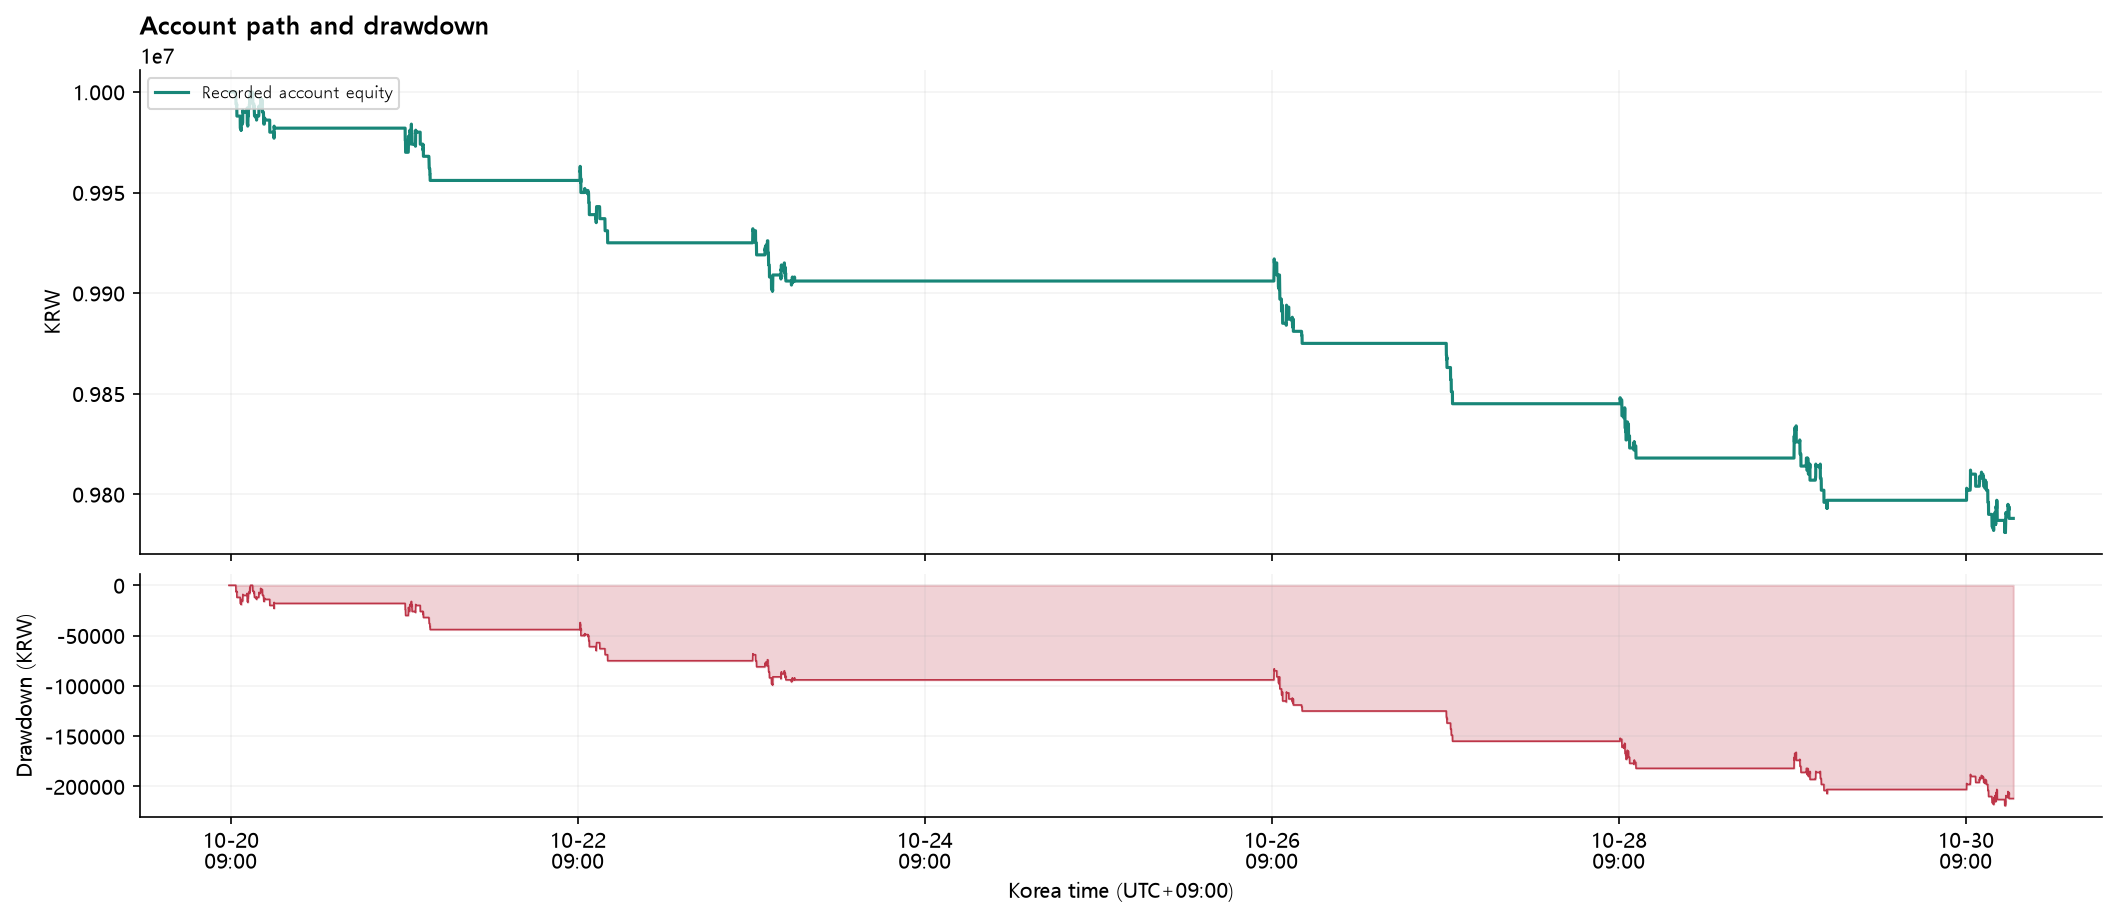 Account path and drawdown
1e7
Recorded account equity
1.000
0.995
0.990
0.985
0.980
KRW
0
-50000
-100000
-150000
-200000
Drawdown (KRW)
10-20 10-22 10-24 10-26 10-28 10-30
09:00 09:00 09:00 09:00 09:00 09:00
Korea time (UTC+09:00)